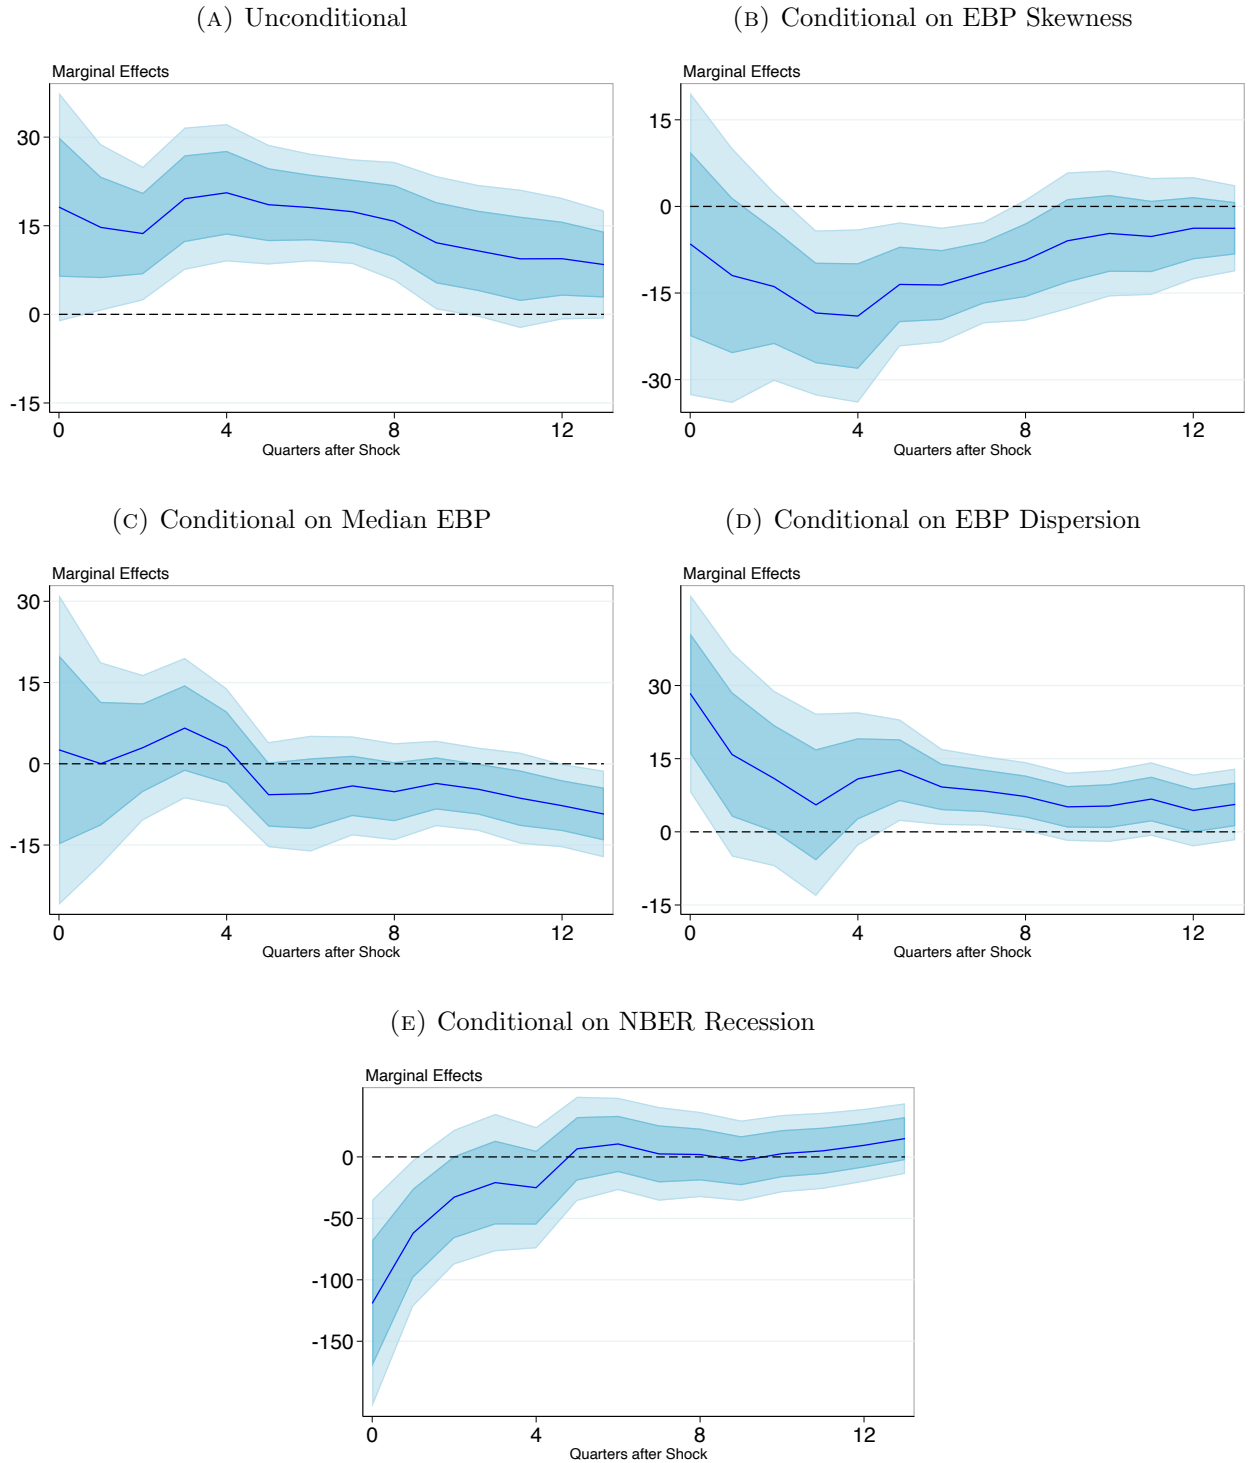 (A) Unconditional
(B) Conditional on EBP Skewness
Marginal Effects
30
15
0
-15
0 4 8 12
Quarters after Shock
Marginal Effects
15
0
-15
-30
0 4 8 12
Quarters after Shock
(C) Conditional on Median EBP
(D) Conditional on EBP Dispersion
Marginal Effects
30
15
0
-15
0 4 8 12
Quarters after Shock
Marginal Effects
30
15
0
-15
0 4 8 12
Quarters after Shock
(E) Conditional on NBER Recession
Marginal Effects
0
-50
-100
-150
0 4 8 12
Quarters after Shock